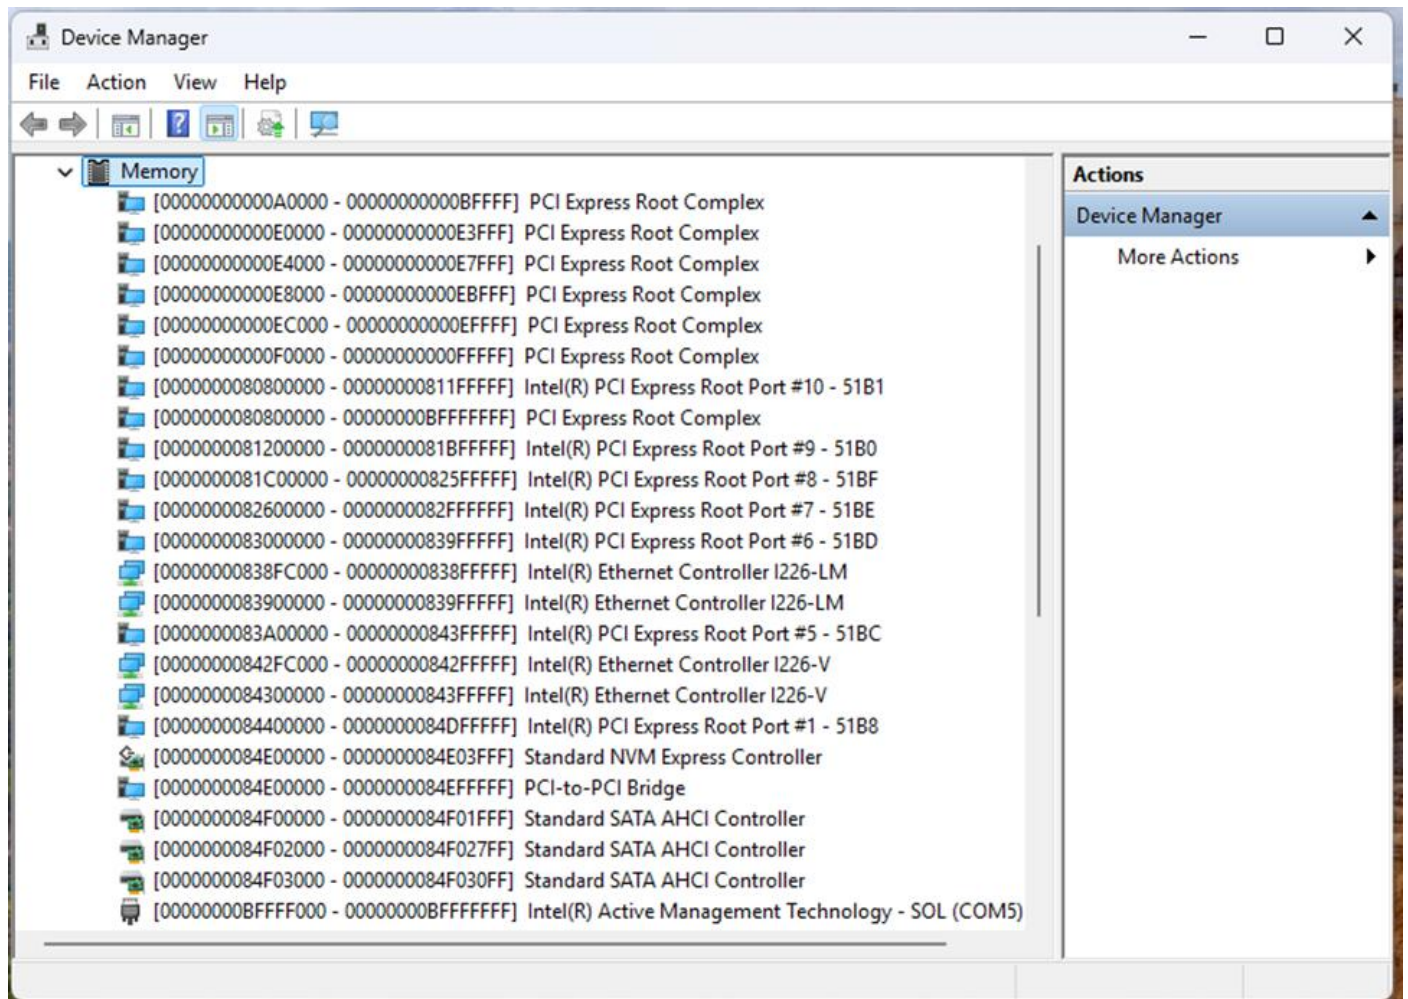 Device Manager
File Action View Help
Memory
[00000000000A0000 - 00000000000BFFFF] PCI Express Root Complex
[00000000000E0000 - 00000000000E3FFF] PCI Express Root Complex
[00000000000E4000 - 00000000000E7FFF] PCI Express Root Complex
[00000000000E8000 - 00000000000EBFFF] PCI Express Root Complex
[00000000000EC000 - 00000000000EFFFF] PCI Express Root Complex
[00000000000F0000 - 00000000000FFFFF] PCI Express Root Complex
[0000000080800000 - 00000000811FFFFF] Intel(R) PCI Express Root Port #10 - 51B1
[0000000080800000 - 00000000BFFFFFFF] PCI Express Root Complex
[0000000081200000 - 0000000081BFFFFF] Intel(R) PCI Express Root Port #9 - 51B0
[0000000081C00000 - 00000000825FFFFF] Intel(R) PCI Express Root Port #8 - 51BF
[0000000082600000 - 0000000082FFFFFF] Intel(R) PCI Express Root Port #7 - 51BE
[0000000083000000 - 00000000839FFFFF] Intel(R) PCI Express Root Port #6 - 51BD
[00000000838FC000 - 00000000838FFFFF] Intel(R) Ethernet Controller I226-LM
[0000000083900000 - 00000000839FFFFF] Intel(R) Ethernet Controller I226-LM
[0000000083A00000 - 00000000843FFFFF] Intel(R) PCI Express Root Port #5 - 51BC
[00000000842FC000 - 00000000842FFFFF] Intel(R) Ethernet Controller I226-V
[0000000084300000 - 00000000843FFFFF] Intel(R) Ethernet Controller I226-V
[0000000084400000 - 0000000084DFFFFF] Intel(R) PCI Express Root Port #1 - 51B8
[0000000084E00000 - 0000000084E03FFF] Standard NVM Express Controller
[0000000084E00000 - 0000000084EFFFFF] PCI-to-PCI Bridge
[0000000084F00000 - 0000000084F01FFF] Standard SATA AHCI Controller
[0000000084F02000 - 0000000084F027FF] Standard SATA AHCI Controller
[0000000084F03000 - 0000000084F030FF] Standard SATA AHCI Controller
[00000000BFFFF000 - 00000000BFFFFFFF] Intel(R) Active Management Technology - SOL (COM5)
Actions
Device Manager
More Actions